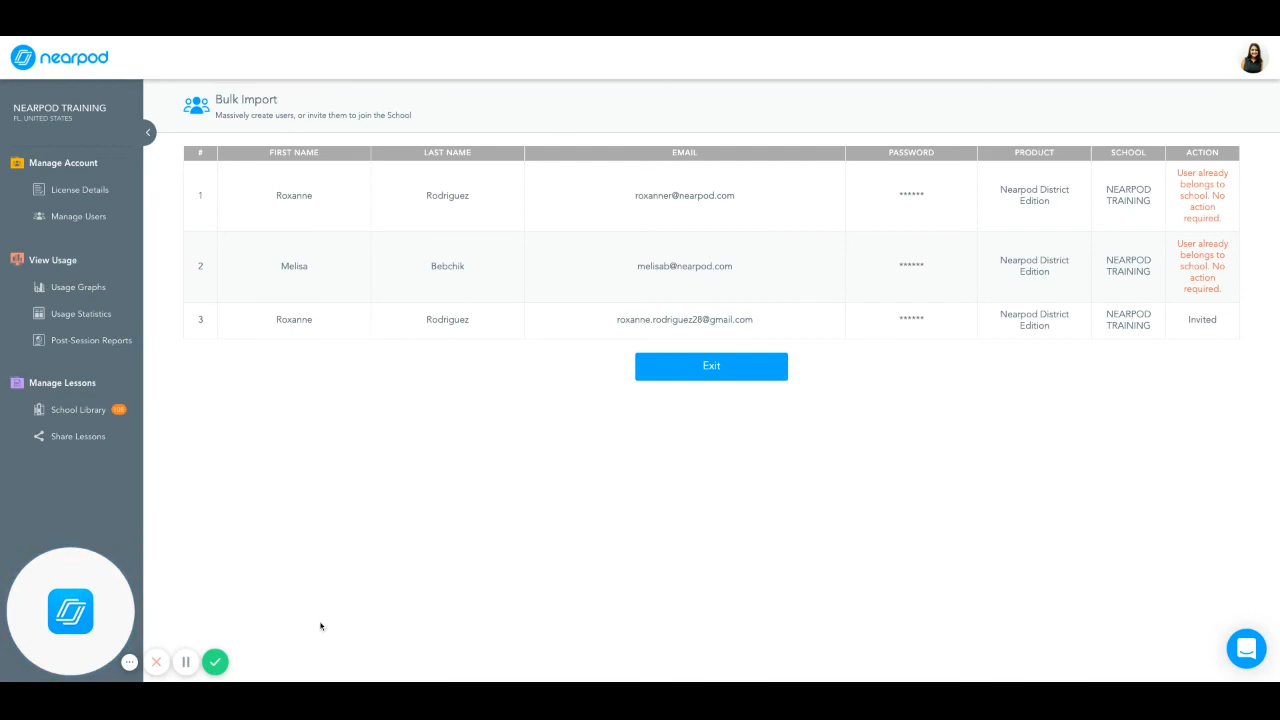 nearpod
NEARPOD TRAINING
FL, UNITED STATES
Manage Account
License Details
Manage Users
View Usage
Usage Graphs
Usage Statistics
Post-Session Reports
Manage Lessons
School Library 106
Share Lessons
Bulk Import
Massively create users, or invite them to join the School
# FIRST NAME LAST NAME EMAIL PASSWORD PRODUCT SCHOOL ACTION
1 Roxanne Rodriguez roxanner@nearpod.com ****** Nearpod District Edition NEARPOD TRAINING User already belongs to school. No action required.
2 Melisa Bebchik melisab@nearpod.com ****** Nearpod District Edition NEARPOD TRAINING User already belongs to school. No action required.
3 Roxanne Rodriguez roxanne.rodriguez28@gmail.com ****** Nearpod District Edition NEARPOD TRAINING Invited
Exit